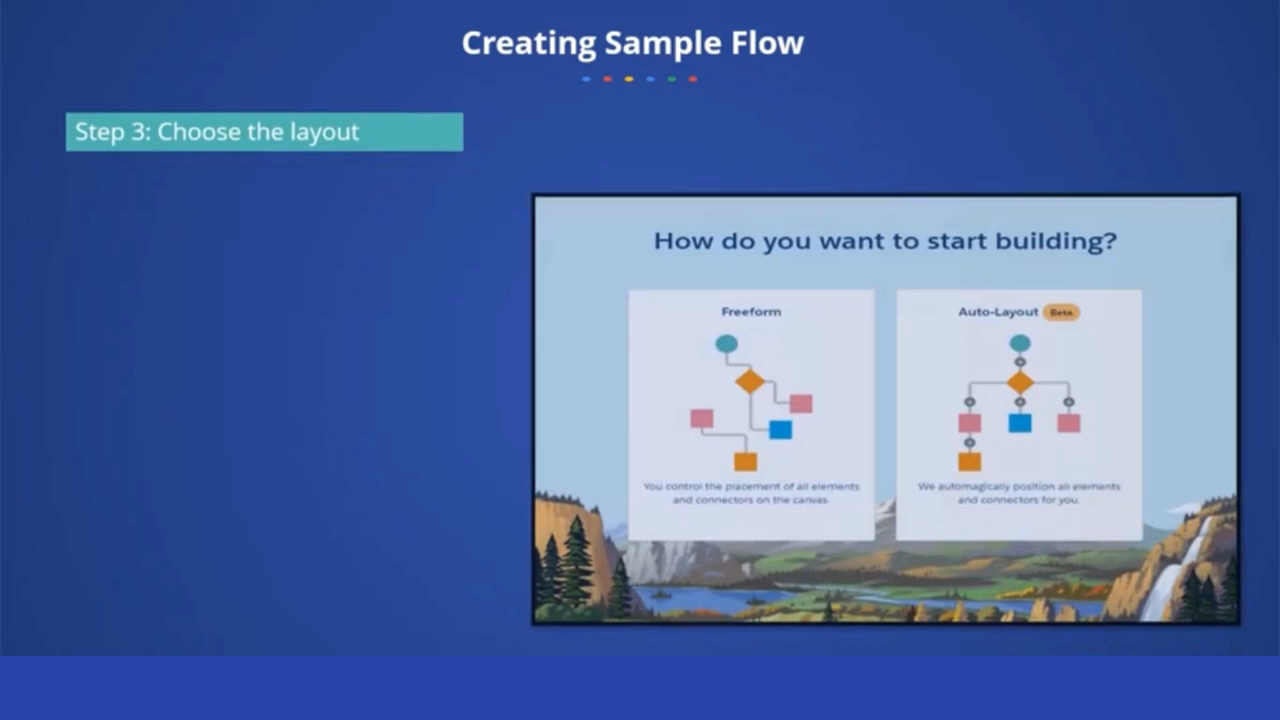 Creating Sample Flow
Step 3: Choose the layout
How do you want to start building?
Freeform
You control the placement of all elements
and connectors on the canvas.
Auto-Layout Beta
We automagically position all elements
and connectors for you.